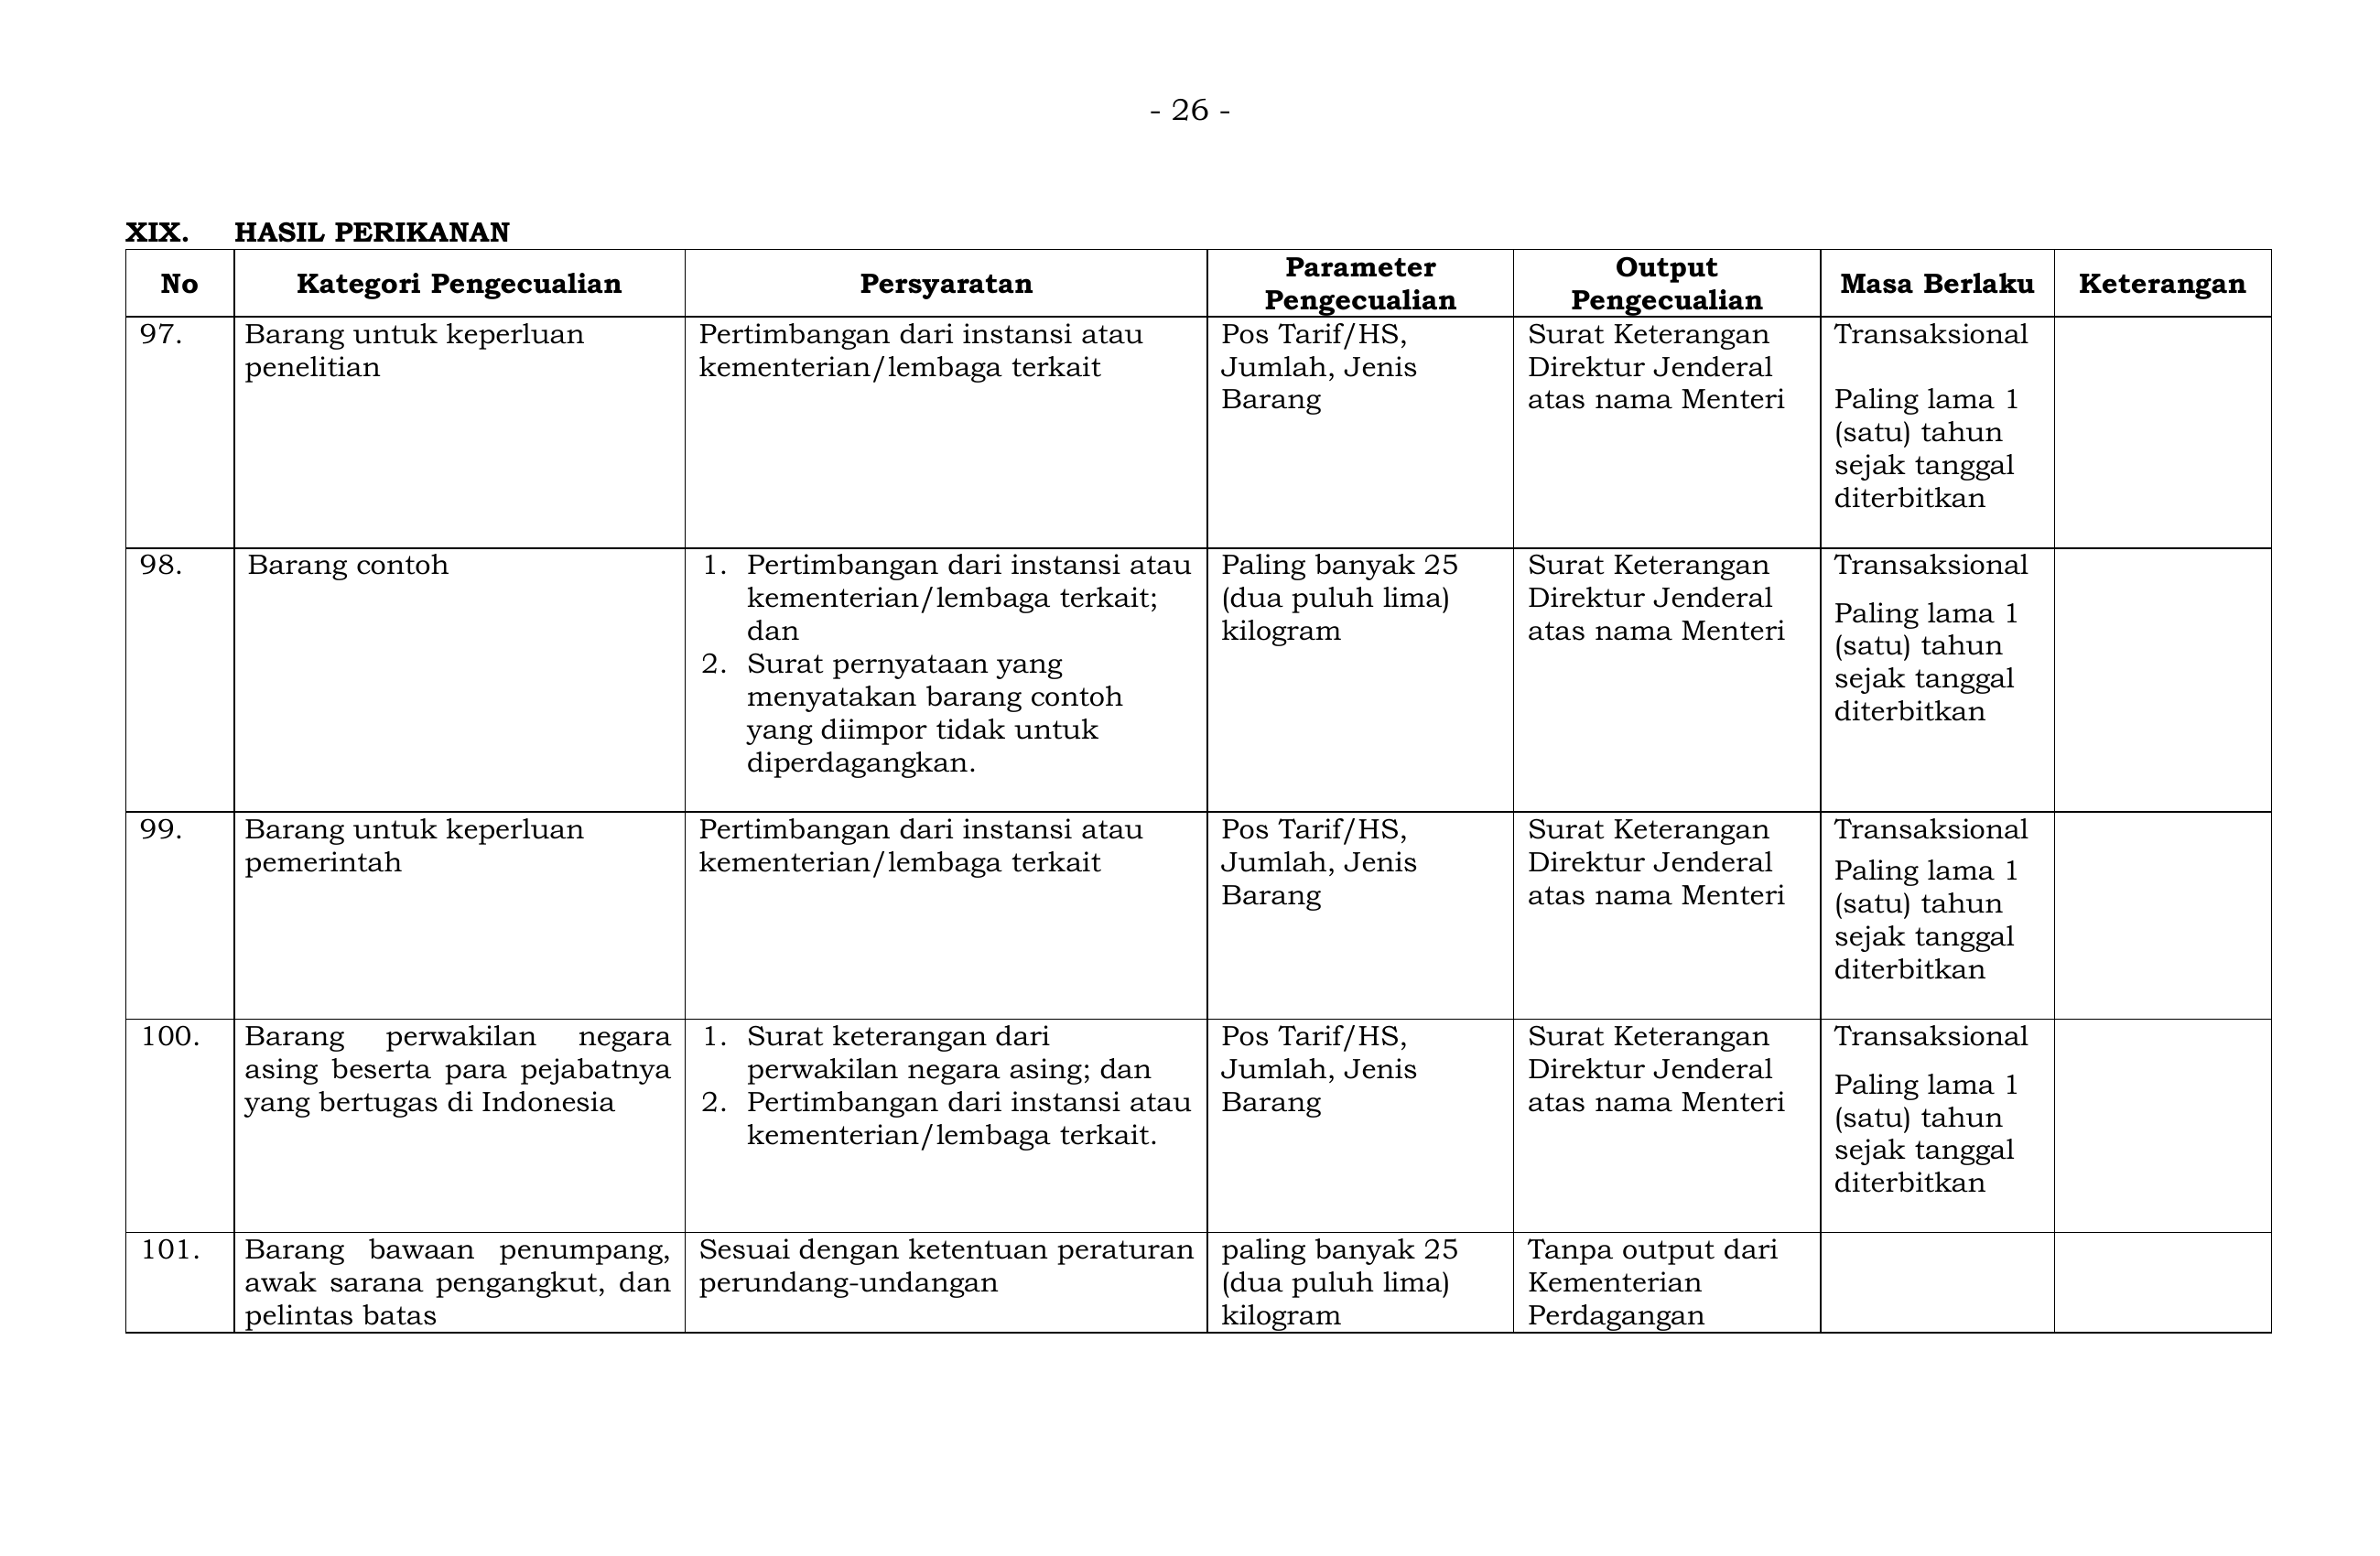 - 26 -
XIX. HASIL PERIKANAN
No
Kategori Pengecualian
Persyaratan
Parameter
Pengecualian
Output
Pengecualian
Masa Berlaku
Keterangan
97.
Barang untuk keperluan
penelitian
Pertimbangan dari instansi atau
kementerian/lembaga terkait
Pos Tarif/HS,
Jumlah, Jenis
Barang
Surat Keterangan
Direktur Jenderal
atas nama Menteri
Transaksional
Paling lama 1
(satu) tahun
sejak tanggal
diterbitkan
98.
Barang contoh
1. Pertimbangan dari instansi atau
kementerian/lembaga terkait;
dan
2. Surat pernyataan yang
menyatakan barang contoh
yang diimpor tidak untuk
diperdagangkan.
Paling banyak 25
(dua puluh lima)
kilogram
Surat Keterangan
Direktur Jenderal
atas nama Menteri
Transaksional
Paling lama 1
(satu) tahun
sejak tanggal
diterbitkan
99.
Barang untuk keperluan
pemerintah
Pertimbangan dari instansi atau
kementerian/lembaga terkait
Pos Tarif/HS,
Jumlah, Jenis
Barang
Surat Keterangan
Direktur Jenderal
atas nama Menteri
Transaksional
Paling lama 1
(satu) tahun
sejak tanggal
diterbitkan
100.
Barang perwakilan negara
asing beserta para pejabatnya
yang bertugas di Indonesia
1. Surat keterangan dari
perwakilan negara asing; dan
2. Pertimbangan dari instansi atau
kementerian/lembaga terkait.
Pos Tarif/HS,
Jumlah, Jenis
Barang
Surat Keterangan
Direktur Jenderal
atas nama Menteri
Transaksional
Paling lama 1
(satu) tahun
sejak tanggal
diterbitkan
101.
Barang bawaan penumpang,
awak sarana pengangkut, dan
pelintas batas
Sesuai dengan ketentuan peraturan
perundang-undangan
paling banyak 25
(dua puluh lima)
kilogram
Tanpa output dari
Kementerian
Perdagangan